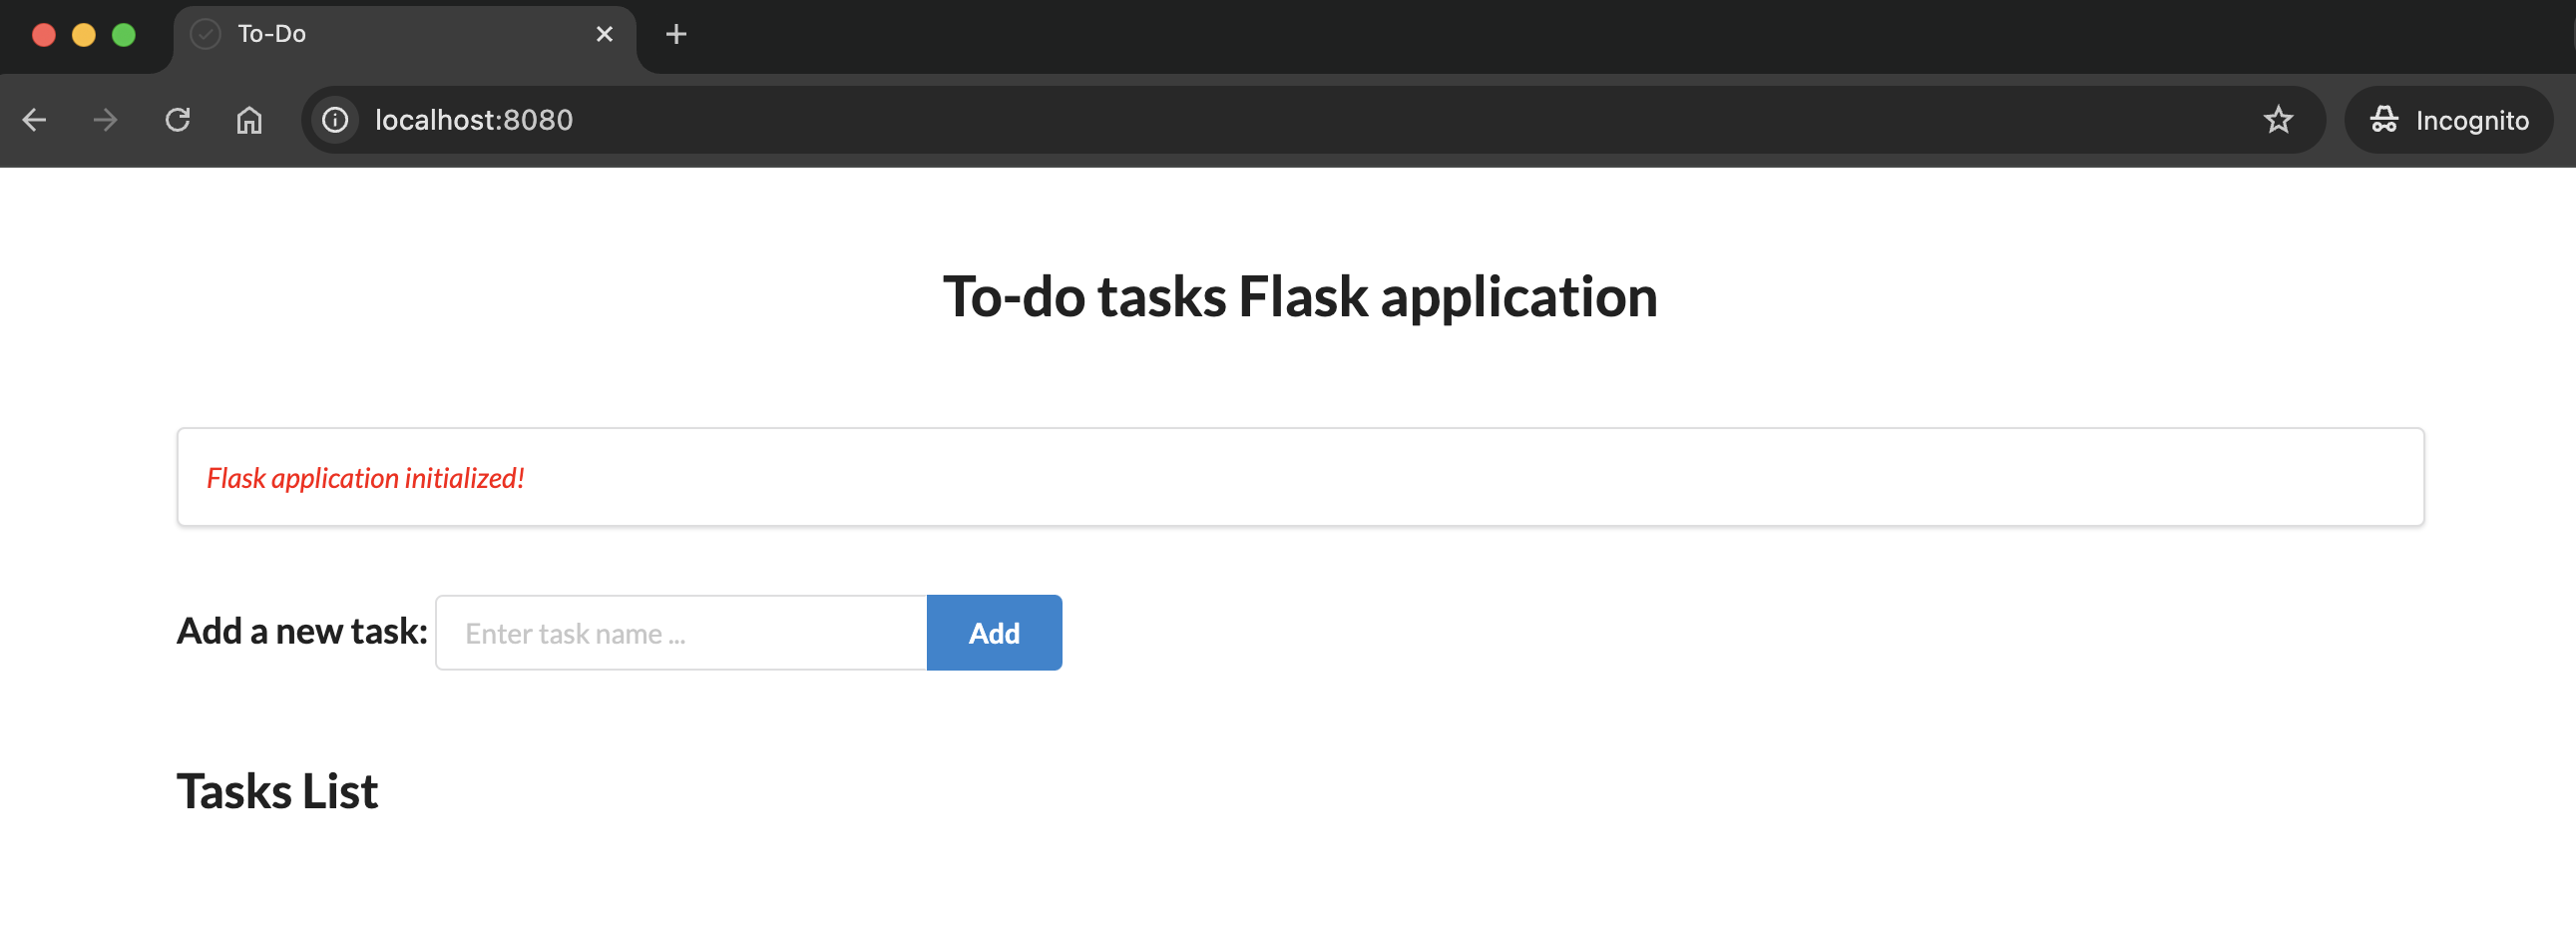 To-Do
localhost:8080
Incognito
To-do tasks Flask application
Flask application initialized!
Add a new task: Enter task name ... Add
Tasks List